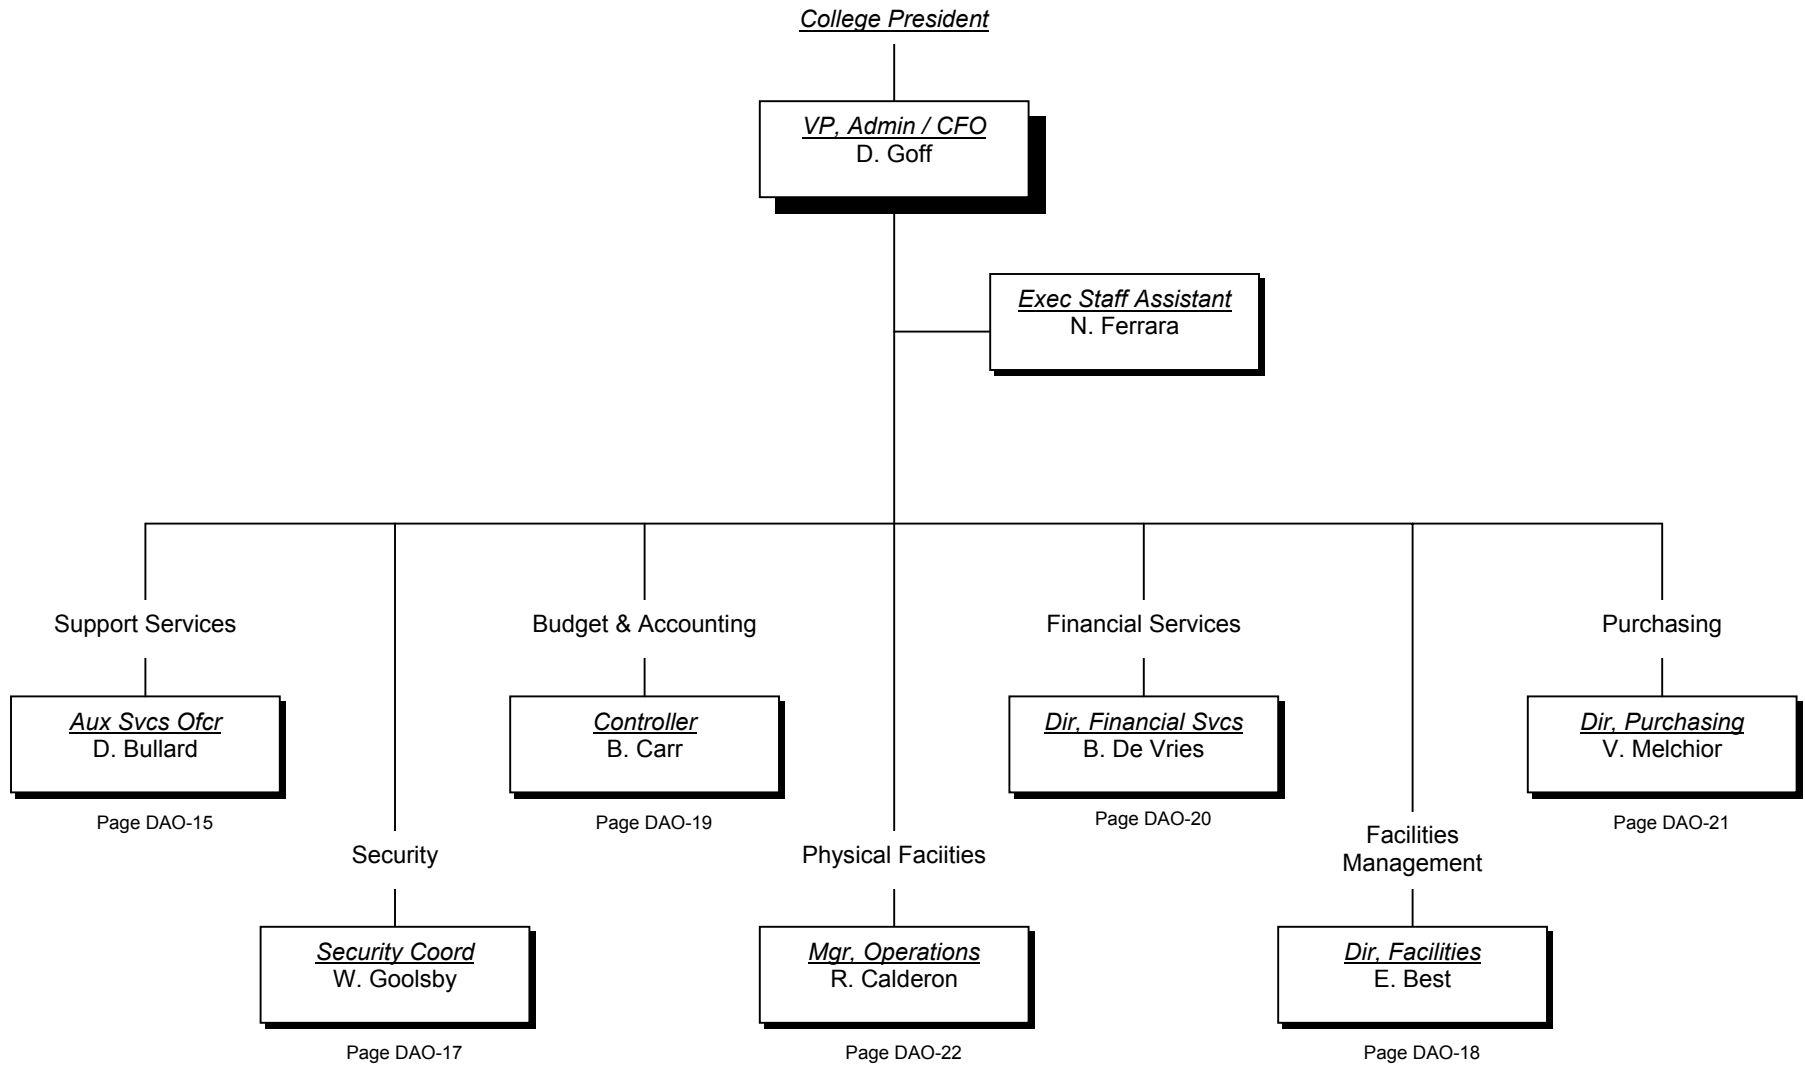 College President
VP, Admin / CFO
D. Goff
Exec Staff Assistant
N. Ferrara
Support Services
Budget & Accounting
Financial Services
Purchasing
Aux Svcs Ofcr
D. Bullard
Controller
B. Carr
Dir, Financial Svcs
B. De Vries
Dir, Purchasing
V. Melchior
Page DAO-15
Page DAO-19
Page DAO-20
Page DAO-21
Security
Physical Faciities
Facilities
Management
Security Coord
W. Goolsby
Mgr, Operations
R. Calderon
Dir, Facilities
E. Best
Page DAO-17
Page DAO-22
Page DAO-18